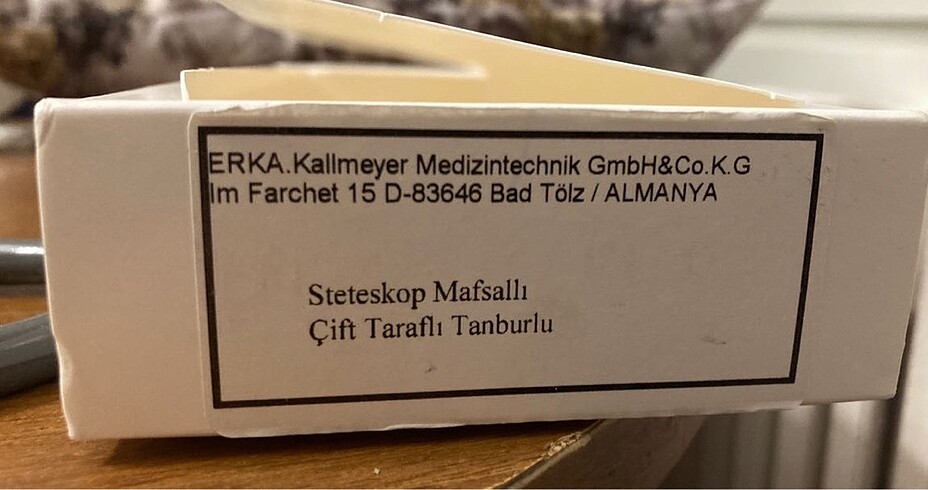 ERKA.Kallmeyer Medizintechnik GmbH&Co.K.G
Im Farchet 15 D-83646 Bad Tölz / ALMANYA
Steteskop Mafsallı
Çift Taraflı Tanburlu